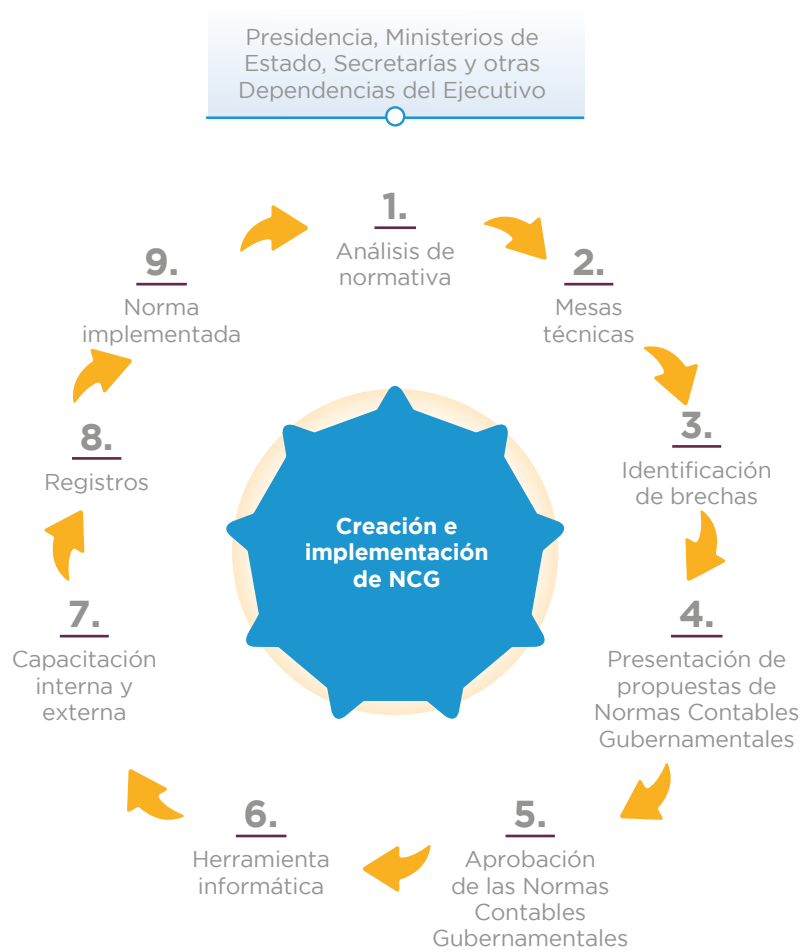 Presidencia, Ministerios de
Estado, Secretarías y otras
Dependencias del Ejecutivo
1.
Análisis de
normativa
2.
Mesas
técnicas
3.
Identificación
de brechas
4.
Presentación de
propuestas de
Normas Contables
Gubernamentales
5.
Aprobación
de las Normas
Contables
Gubernamentales
6.
Herramienta
informática
7.
Capacitación
interna y
externa
8.
Registros
9.
Norma
implementada
Creación e
implementación
de NCG